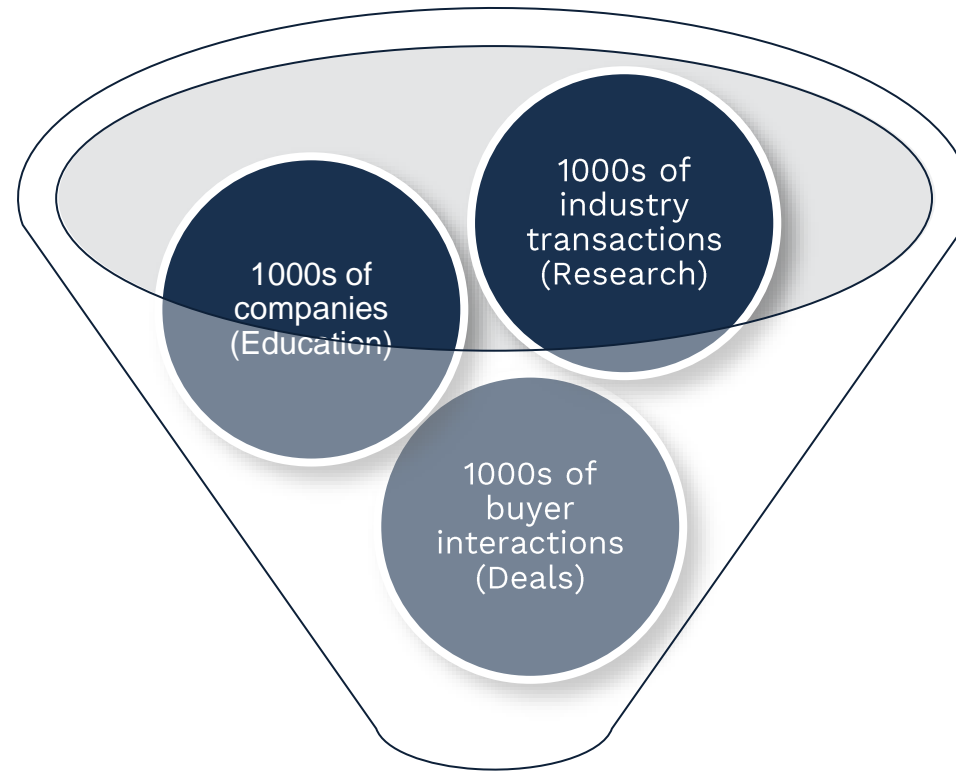 1000s of
industry
transactions
(Research)
1000s of
companies
(Education)
1000s of
buyer
interactions
(Deals)